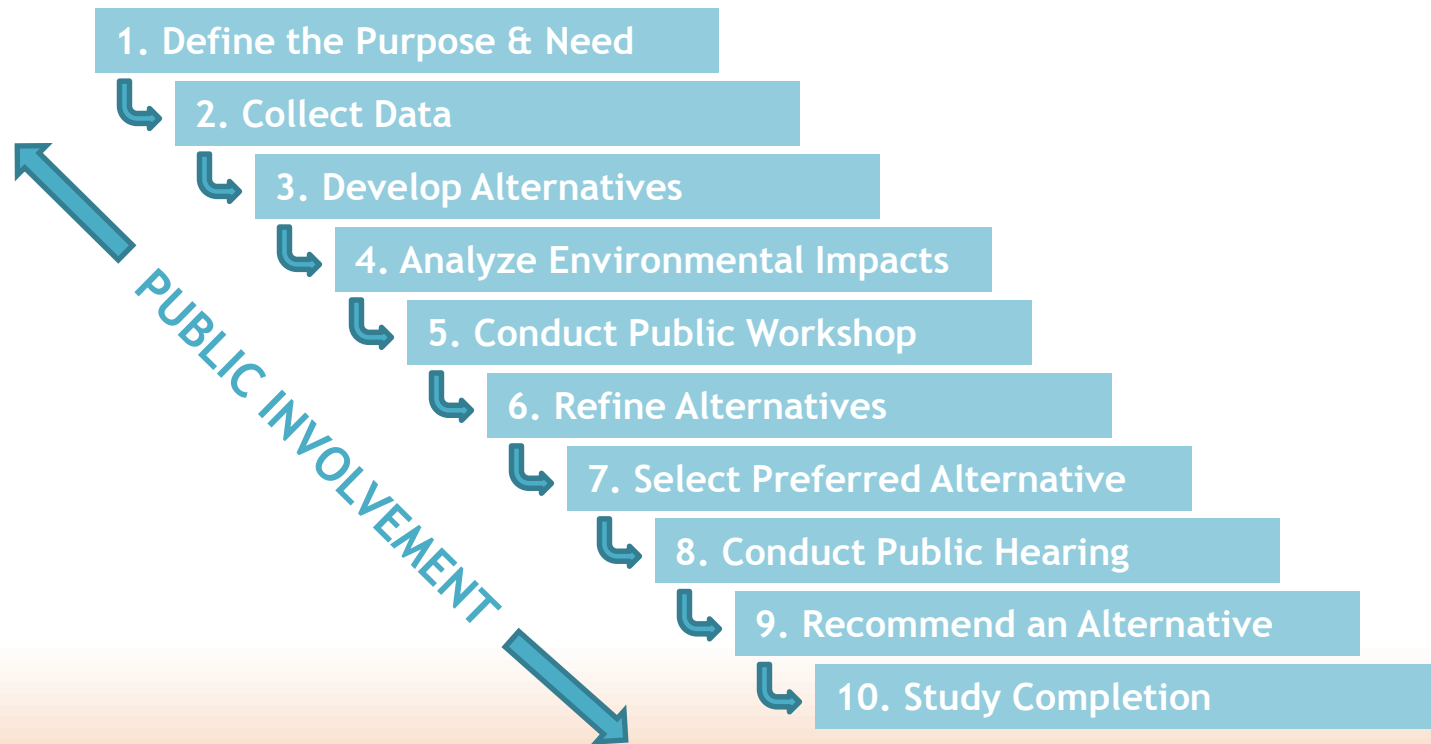 1. Define the Purpose & Need
2. Collect Data
3. Develop Alternatives
4. Analyze Environmental Impacts
5. Conduct Public Workshop
6. Refine Alternatives
7. Select Preferred Alternative
8. Conduct Public Hearing
9. Recommend an Alternative
10. Study Completion
PUBLIC INVOLVEMENT